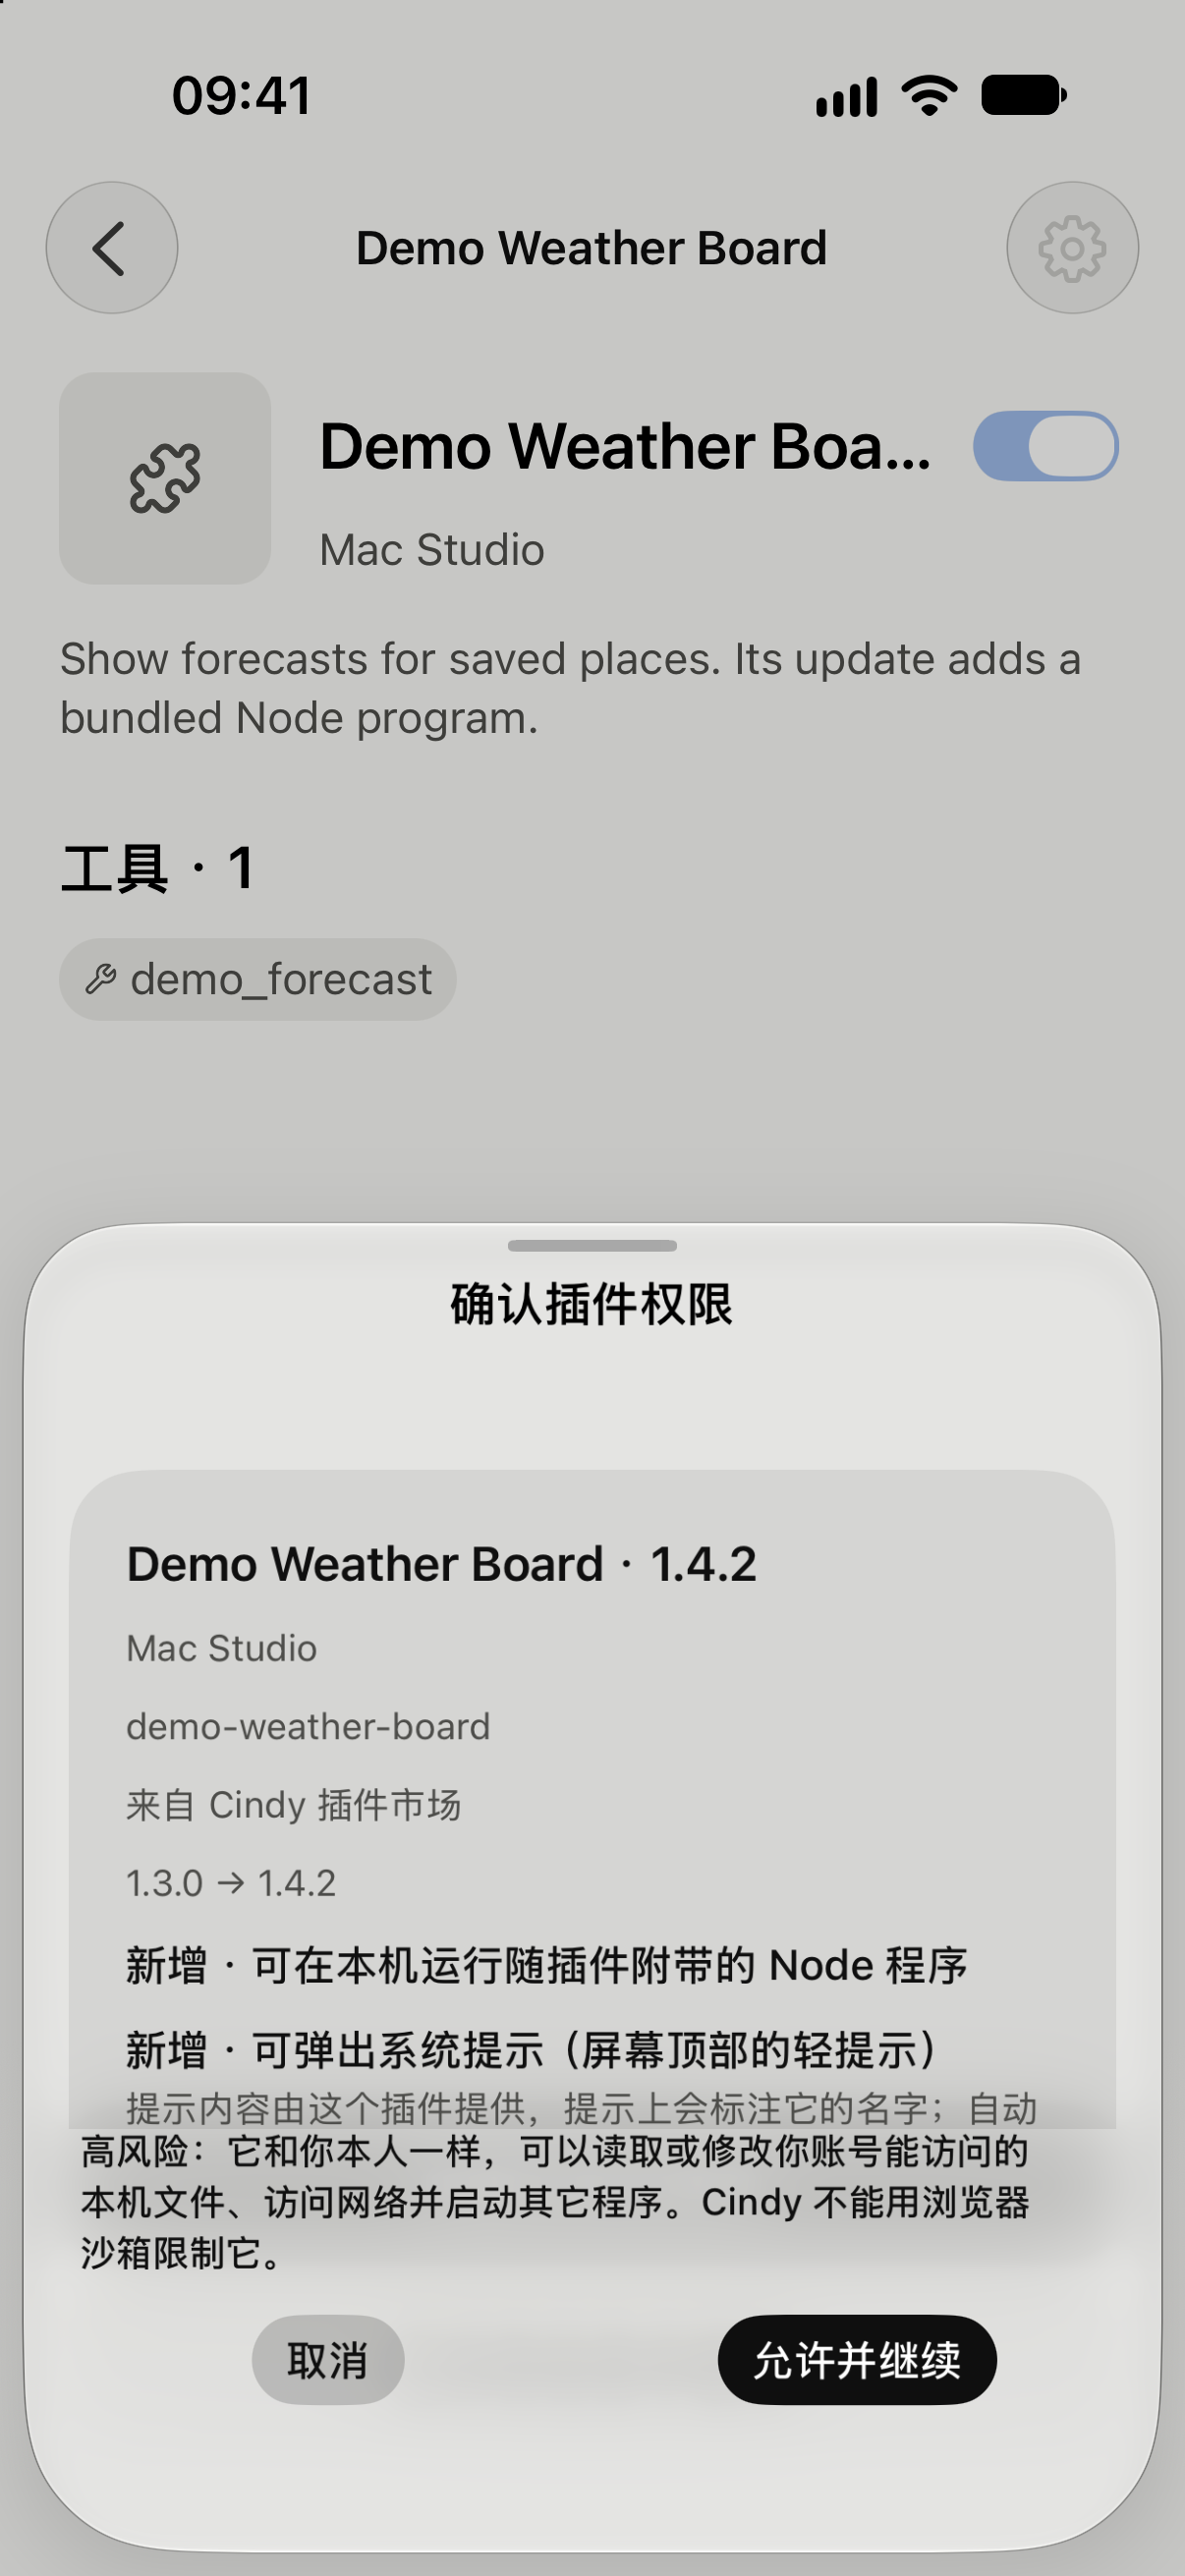 09:41
Demo Weather Board
Demo Weather Boa...
Mac Studio
Show forecasts for saved places. Its update adds a
bundled Node program.
工具 · 1
demo_forecast
确认插件权限
Demo Weather Board · 1.4.2
Mac Studio
demo-weather-board
来自 Cindy 插件市场
1.3.0 → 1.4.2
新增 · 可在本机运行随插件附带的 Node 程序
新增 · 可弹出系统提示（屏幕顶部的轻提示）
提示内容由这个插件提供，提示上会标注它的名字；自动
高风险：它和你本人一样，可以读取或修改你账号能访问的
本机文件、访问网络并启动其它程序。Cindy 不能用浏览器
沙箱限制它。
取消
允许并继续